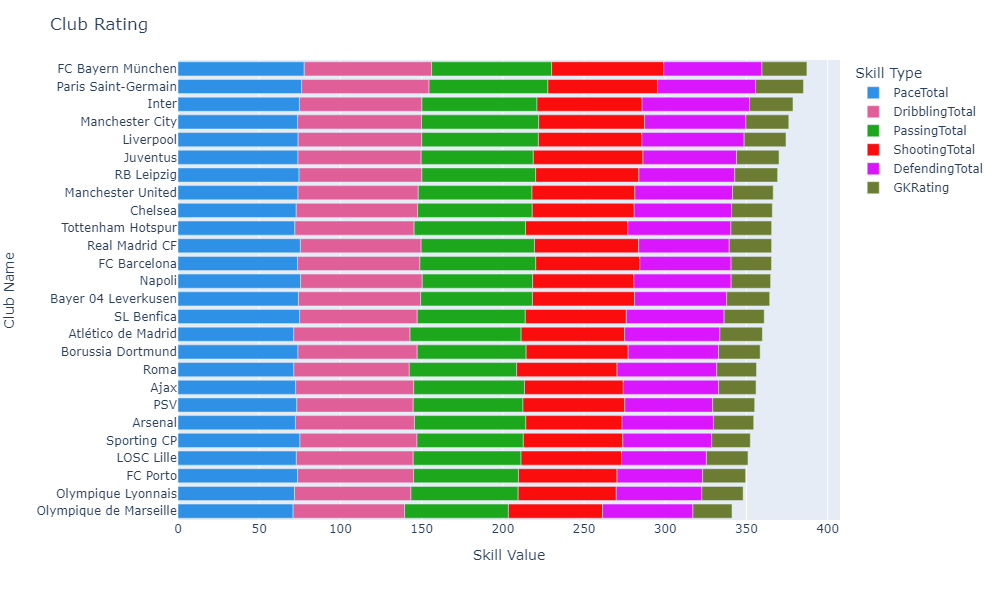 Club Rating
Club Name
FC Bayern München
Paris Saint-Germain
Inter
Manchester City
Liverpool
Juventus
RB Leipzig
Manchester United
Chelsea
Tottenham Hotspur
Real Madrid CF
FC Barcelona
Napoli
Bayer 04 Leverkusen
SL Benfica
Atlético de Madrid
Borussia Dortmund
Roma
Ajax
PSV
Arsenal
Sporting CP
LOSC Lille
FC Porto
Olympique Lyonnais
Olympique de Marseille
0 50 100 150 200 250 300 350 400
Skill Value
Skill Type
PaceTotal
DribblingTotal
PassingTotal
ShootingTotal
DefendingTotal
GKRating